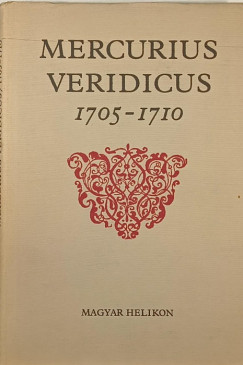 MERCURIUS
VERIDICUS
1705-1710
MAGYAR HELIKON